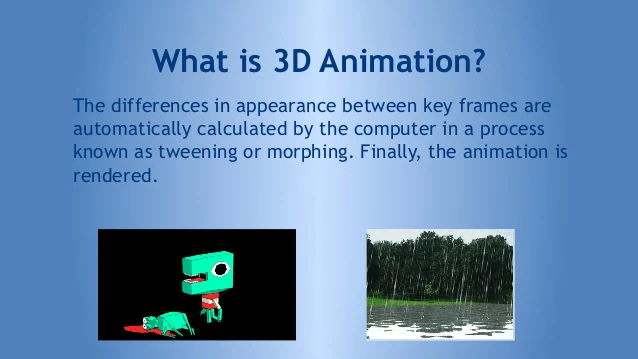 What is 3D Animation?
The differences in appearance between key frames are
automatically calculated by the computer in a process
known as tweening or morphing. Finally, the animation is
rendered.